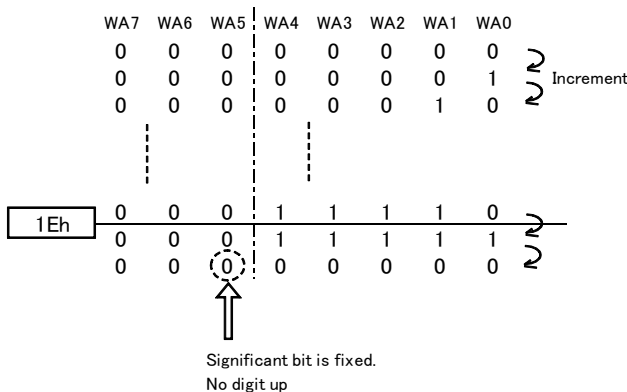 WA7 WA6 WA5 WA4 WA3 WA2 WA1 WA0
0 0 0 0 0 0 0 0
0 0 0 0 0 0 0 1 Increment
0 0 0 0 0 0 1 0
1Eh 0 0 0 1 1 1 1 0
0 0 0 1 1 1 1 1
0 0 0 0 0 0 0 0
Significant bit is fixed.
No digit up